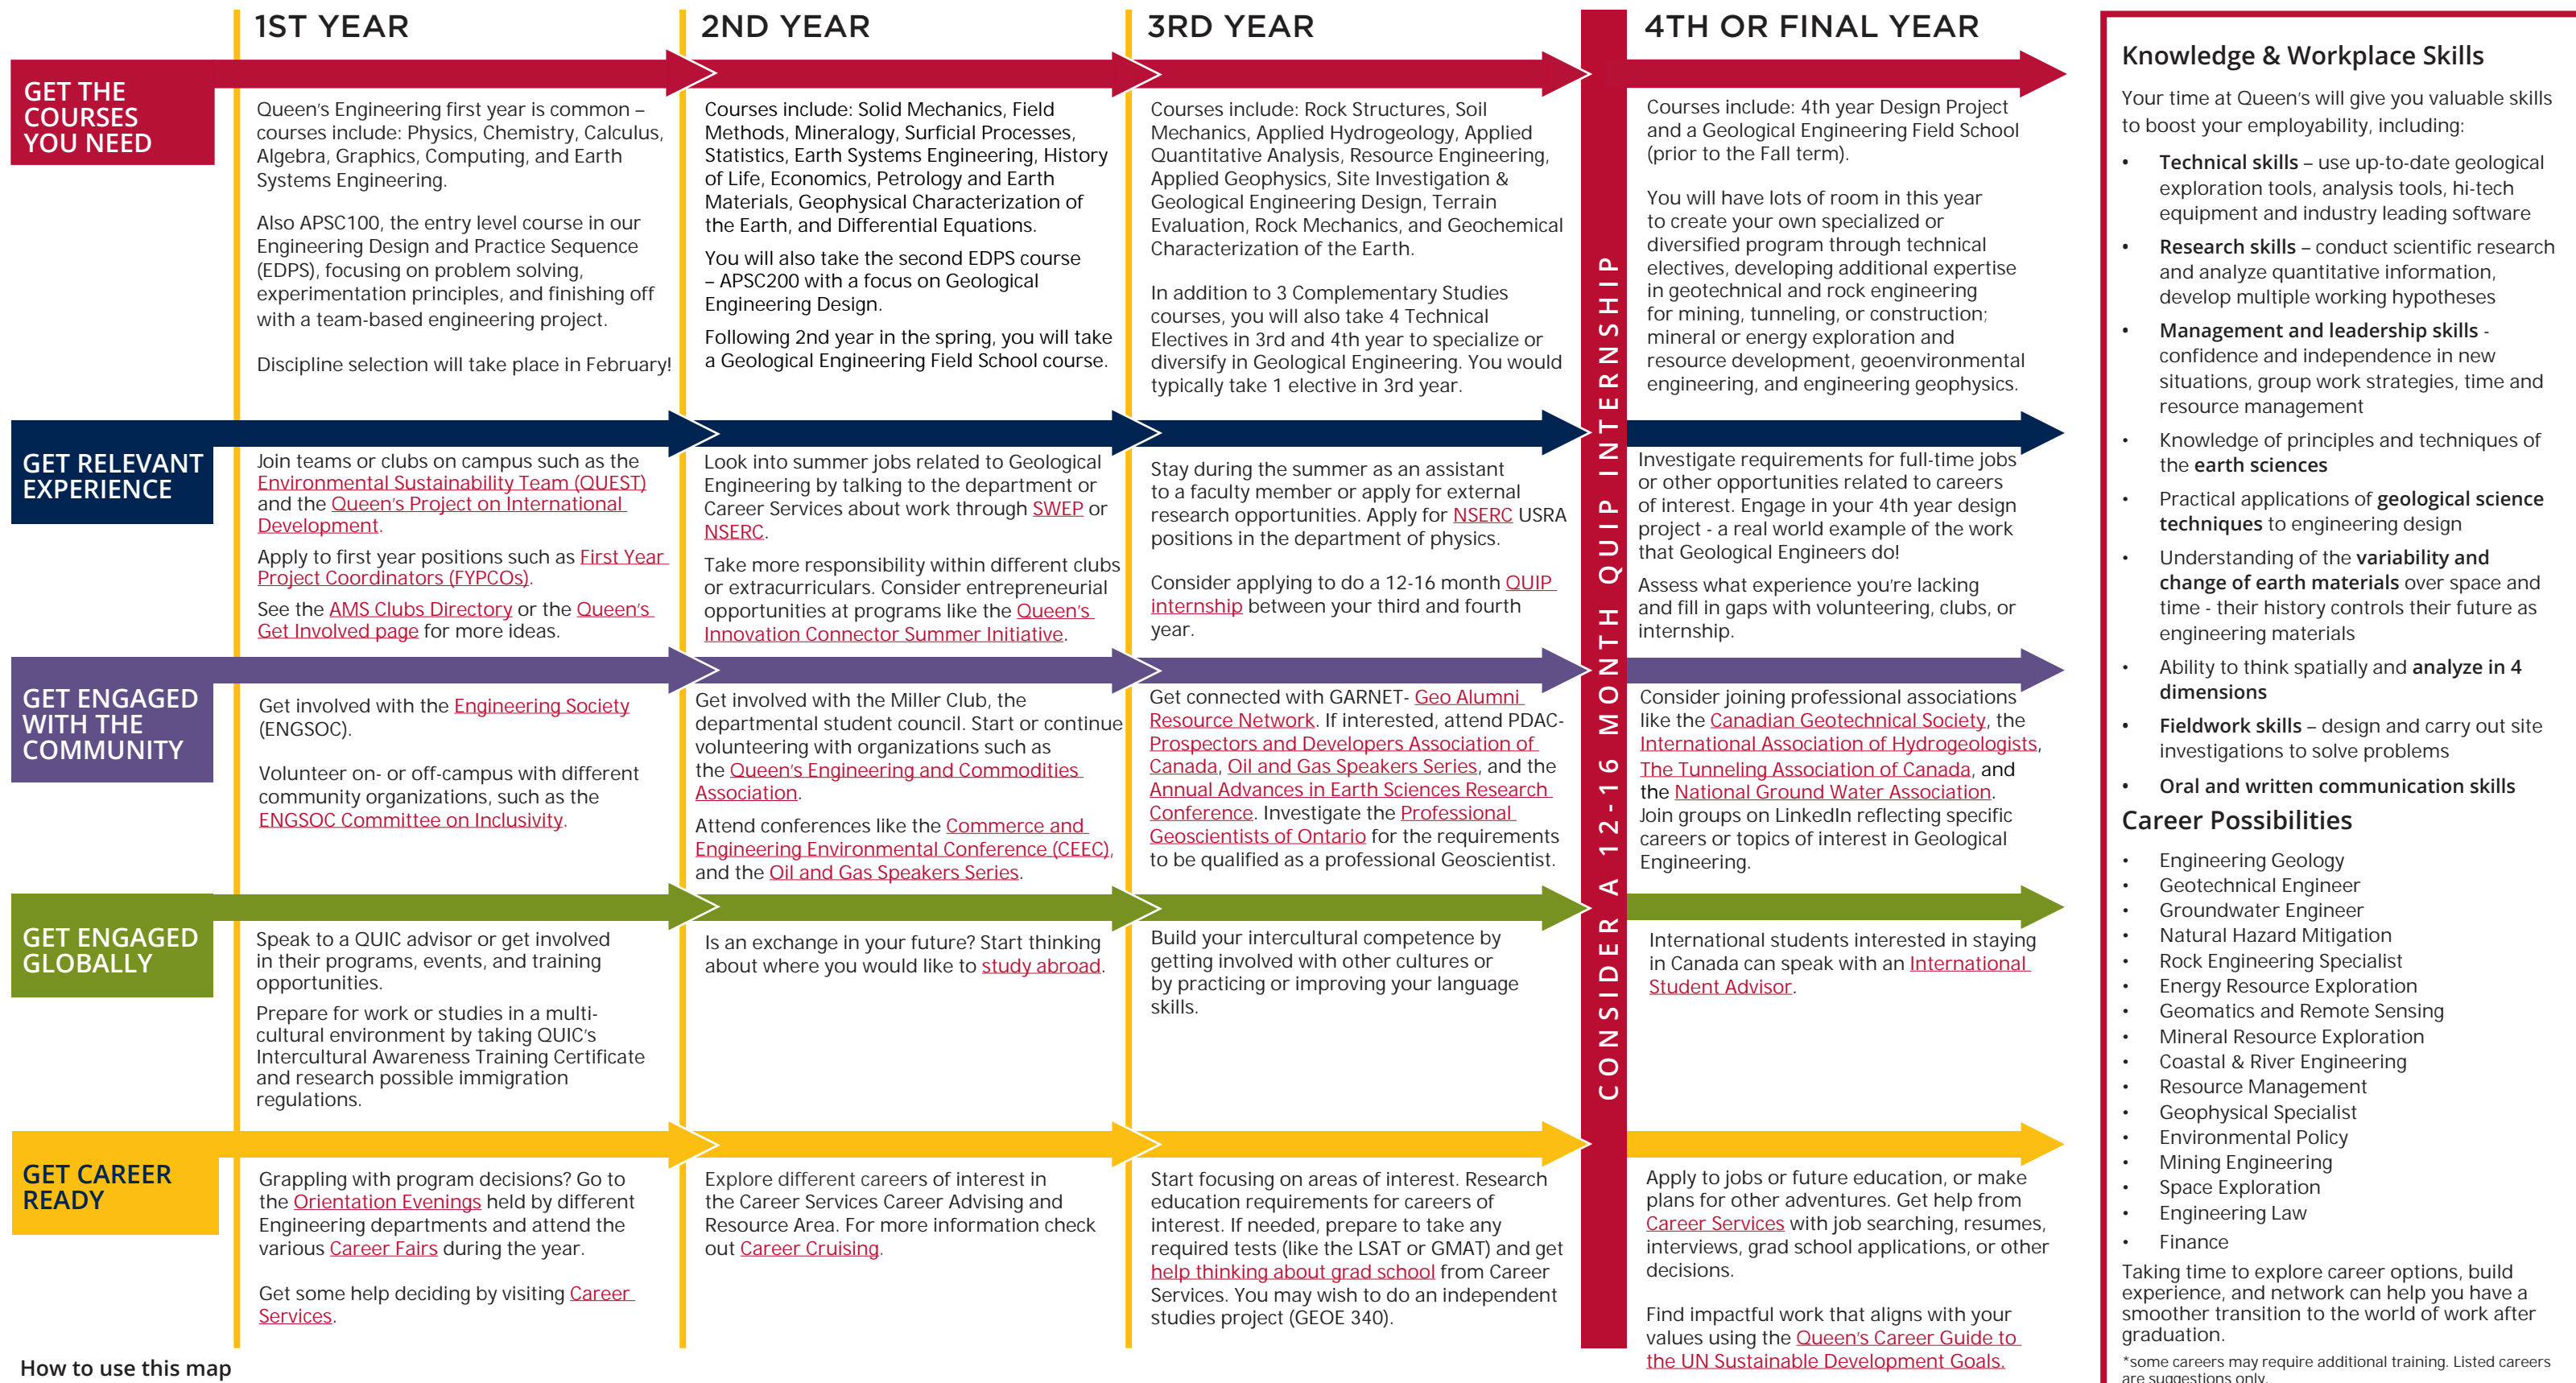 1ST YEAR
2ND YEAR
3RD YEAR
4TH OR FINAL YEAR
GET THE
COURSES
YOU NEED
Queen's Engineering first year is common –
courses include: Physics, Chemistry, Calculus,
Algebra, Graphics, Computing, and Earth
Systems Engineering.
Also APSC100, the entry level course in our
Engineering Design and Practice Sequence
(EDPS), focusing on problem solving,
experimentation principles, and finishing off
with a team-based engineering project.
Discipline selection will take place in February!
Courses include: Solid Mechanics, Field
Methods, Mineralogy, Surficial Processes,
Statistics, Earth Systems Engineering, History
of Life, Economics, Petrology and Earth
Materials, Geophysical Characterization of
the Earth, and Differential Equations.
You will also take the second EDPS course
– APSC200 with a focus on Geological
Engineering Design.
Following 2nd year in the spring, you will take
a Geological Engineering Field School course.
Courses include: Rock Structures, Soil
Mechanics, Applied Hydrogeology, Applied
Quantitative Analysis, Resource Engineering,
Applied Geophysics, Site Investigation &
Geological Engineering Design, Terrain
Evaluation, Rock Mechanics, and Geochemical
Characterization of the Earth.
In addition to 3 Complementary Studies
courses, you will also take 4 Technical
Electives in 3rd and 4th year to specialize or
diversify in Geological Engineering. You would
typically take 1 elective in 3rd year.
Courses include: 4th year Design Project
and a Geological Engineering Field School
(prior to the Fall term).
You will have lots of room in this year
to create your own specialized or
diversified program through technical
electives, developing additional expertise
in geotechnical and rock engineering
for mining, tunneling, or construction;
mineral or energy exploration and
resource development, geoenvironmental
engineering, and engineering geophysics.
GET RELEVANT
EXPERIENCE
Join teams or clubs on campus such as the
Environmental Sustainability Team (QUEST)
and the Queen's Project on International
Development.
Apply to first year positions such as First Year
Project Coordinators (FYPCOs).
See the AMS Clubs Directory or the Queen's
Get Involved page for more ideas.
Look into summer jobs related to Geological
Engineering by talking to the department or
Career Services about work through SWEP or
NSERC.
Take more responsibility within different clubs
or extracurriculars. Consider entrepreneurial
opportunities at programs like the Queen's
Innovation Connector Summer Initiative.
Stay during the summer as an assistant
to a faculty member or apply for external
research opportunities. Apply for NSERC USRA
positions in the department of physics.
Consider applying to do a 12-16 month QUIP
internship between your third and fourth
year.
Investigate requirements for full-time jobs
or other opportunities related to careers
of interest. Engage in your 4th year design
project - a real world example of the work
that Geological Engineers do!
Assess what experience you're lacking
and fill in gaps with volunteering, clubs, or
internship.
GET ENGAGED
WITH THE
COMMUNITY
Get involved with the Engineering Society
(ENGSOC).
Volunteer on- or off-campus with different
community organizations, such as the
ENGSOC Committee on Inclusivity.
Get involved with the Miller Club, the
departmental student council. Start or continue
volunteering with organizations such as
the Queen's Engineering and Commodities
Association.
Attend conferences like the Commerce and
Engineering Environmental Conference (CEEC),
and the Oil and Gas Speakers Series.
Get connected with GARNET- Geo Alumni
Resource Network. If interested, attend PDAC-
Prospectors and Developers Association of
Canada, Oil and Gas Speakers Series, and the
Annual Advances in Earth Sciences Research
Conference. Investigate the Professional
Geoscientists of Ontario for the requirements
to be qualified as a professional Geoscientist.
Consider joining professional associations
like the Canadian Geotechnical Society, the
International Association of Hydrogeologists,
The Tunneling Association of Canada, and
the National Ground Water Association.
Join groups on LinkedIn reflecting specific
careers or topics of interest in Geological
Engineering.
GET ENGAGED
GLOBALLY
Speak to a QUIC advisor or get involved
in their programs, events, and training
opportunities.
Prepare for work or studies in a multi-
cultural environment by taking QUIC's
Intercultural Awareness Training Certificate
and research possible immigration
regulations.
Is an exchange in your future? Start thinking
about where you would like to study abroad.
Build your intercultural competence by
getting involved with other cultures or
by practicing or improving your language
skills.
International students interested in staying
in Canada can speak with an International
Student Advisor.
GET CAREER
READY
Grappling with program decisions? Go to
the Orientation Evenings held by different
Engineering departments and attend the
various Career Fairs during the year.
Get some help deciding by visiting Career
Services.
Explore different careers of interest in
the Career Services Career Advising and
Resource Area. For more information check
out Career Cruising.
Start focusing on areas of interest. Research
education requirements for careers of
interest. If needed, prepare to take any
required tests (like the LSAT or GMAT) and get
help thinking about grad school from Career
Services. You may wish to do an independent
studies project (GEOE 340).
Apply to jobs or future education, or make
plans for other adventures. Get help from
Career Services with job searching, resumes,
interviews, grad school applications, or other
decisions.
Find impactful work that aligns with your
values using the Queen's Career Guide to
the UN Sustainable Development Goals.
CONSIDER A 12-16 MONTH QUIP INTERNSHIP
Knowledge & Workplace Skills
Your time at Queen's will give you valuable skills
to boost your employability, including:
• Technical skills – use up-to-date geological
exploration tools, analysis tools, hi-tech
equipment and industry leading software
• Research skills – conduct scientific research
and analyze quantitative information,
develop multiple working hypotheses
• Management and leadership skills -
confidence and independence in new
situations, group work strategies, time and
resource management
• Knowledge of principles and techniques of
the earth sciences
• Practical applications of geological science
techniques to engineering design
• Understanding of the variability and
change of earth materials over space and
time - their history controls their future as
engineering materials
• Ability to think spatially and analyze in 4
dimensions
• Fieldwork skills – design and carry out site
investigations to solve problems
• Oral and written communication skills
Career Possibilities
• Engineering Geology
• Geotechnical Engineer
• Groundwater Engineer
• Natural Hazard Mitigation
• Rock Engineering Specialist
• Energy Resource Exploration
• Geomatics and Remote Sensing
• Mineral Resource Exploration
• Coastal & River Engineering
• Resource Management
• Geophysical Specialist
• Environmental Policy
• Mining Engineering
• Space Exploration
• Engineering Law
• Finance
Taking time to explore career options, build
experience, and network can help you have a
smoother transition to the world of work after
graduation.
*some careers may require additional training. Listed careers
are suggestions only.
How to use this map